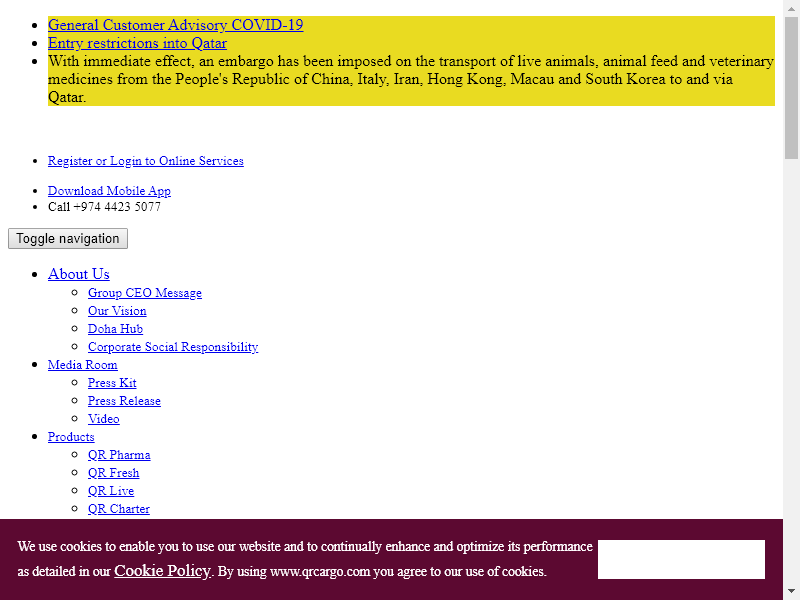 General Customer Advisory COVID-19
Entry restrictions into Qatar
With immediate effect, an embargo has been imposed on the transport of live animals, animal feed and veterinary
medicines from the People's Republic of China, Italy, Iran, Hong Kong, Macau and South Korea to and via
Qatar.
Register or Login to Online Services
Download Mobile App
Call +974 4423 5077
Toggle navigation
About Us
Group CEO Message
Our Vision
Doha Hub
Corporate Social Responsibility
Media Room
Press Kit
Press Release
Video
Products
QR Pharma
QR Fresh
QR Live
QR Charter
We use cookies to enable you to use our website and to continually enhance and optimize its performance
as detailed in our Cookie Policy. By using www.qrcargo.com you agree to our use of cookies.